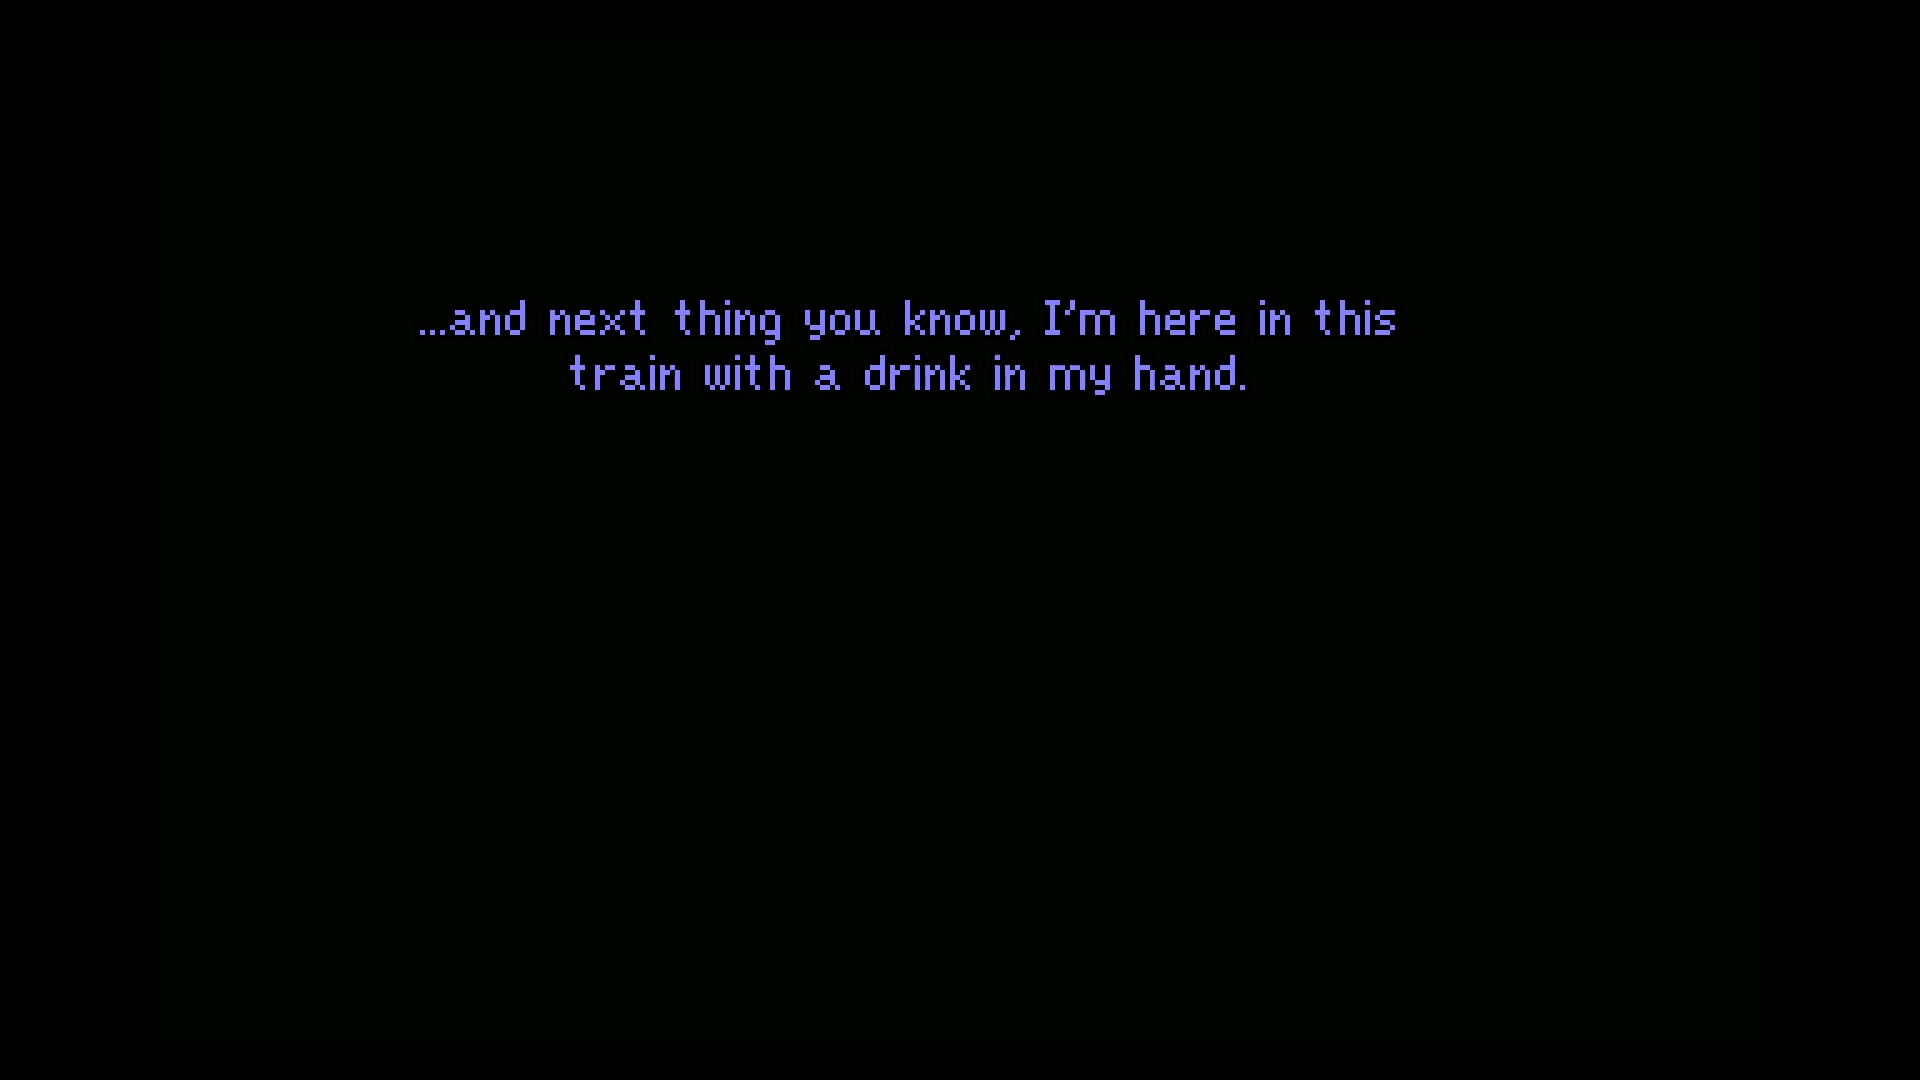 ...and next thing you know, I'm here in this
train with a drink in my hand.